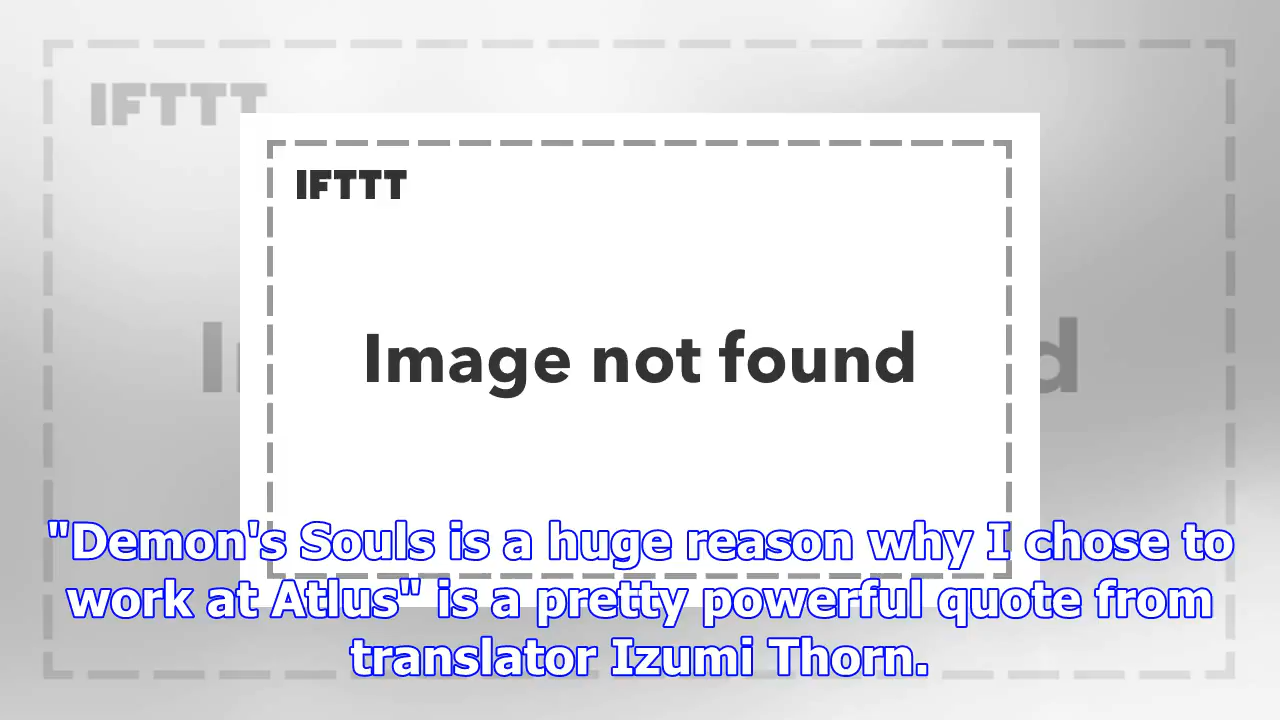 IFTTT
IFTTT
Image not found
"Demon's Souls is a huge reason why I chose to
work at Atlus" is a pretty powerful quote from
translator Izumi Thorn.